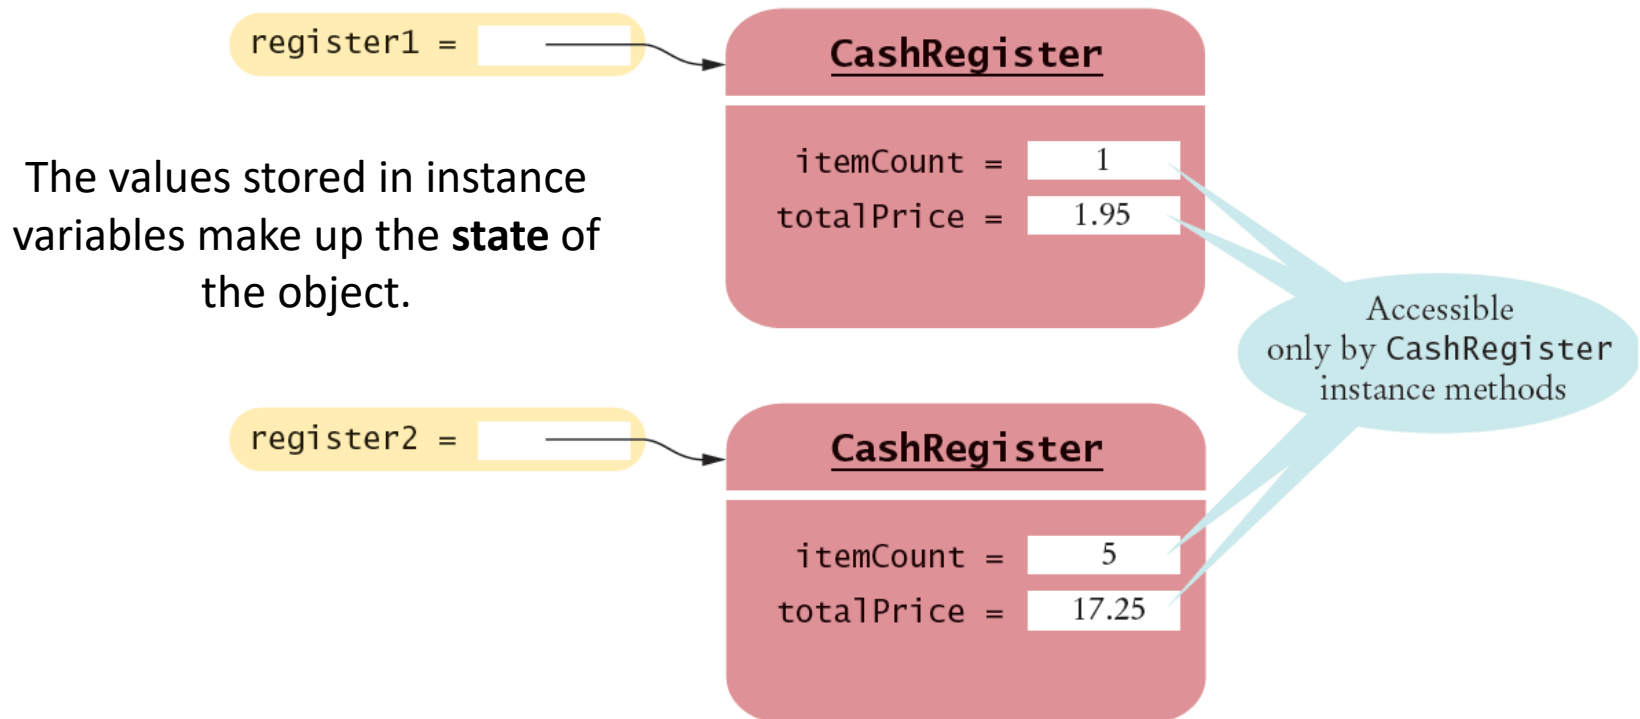 register1 =
CashRegister
The values stored in instance
variables make up the state of
the object.
itemCount = 1
totalPrice = 1.95
Accessible
only by CashRegister
instance methods
register2 =
CashRegister
itemCount = 5
totalPrice = 17.25